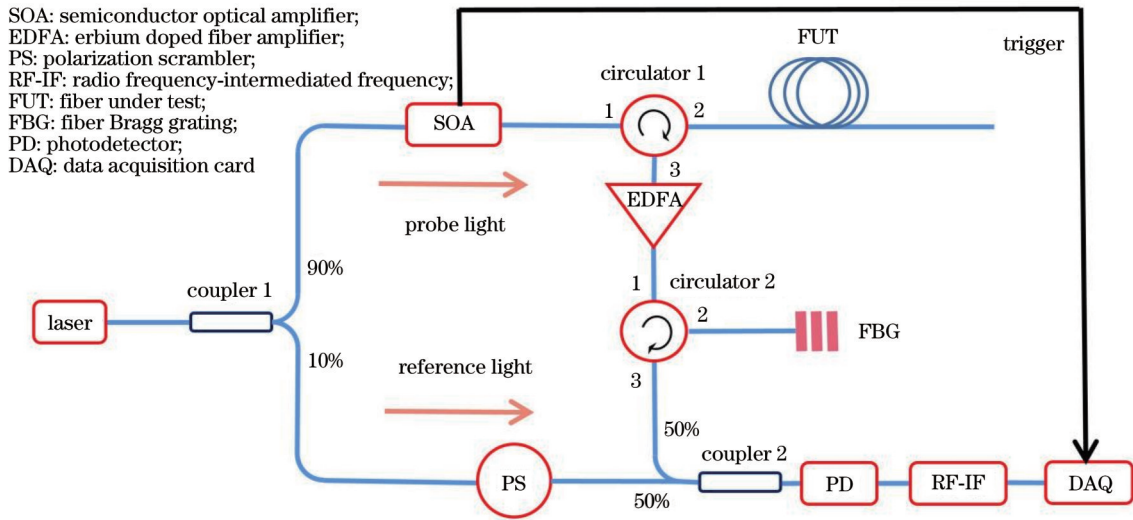 SOA: semiconductor optical amplifier;
EDFA: erbium doped fiber amplifier;
PS: polarization scrambler;
RF-IF: radio frequency-intermediated frequency;
FUT: fiber under test;
FBG: fiber Bragg grating;
PD: photodetector;
DAQ: data acquisition card
FUT
trigger
circulator 1
SOA
1
2
3
EDFA
probe light
90%
coupler 1
1
circulator 2
2
laser
FBG
10%
reference light
3
50%
coupler 2
PS
50%
PD
RF-IF
DAQ